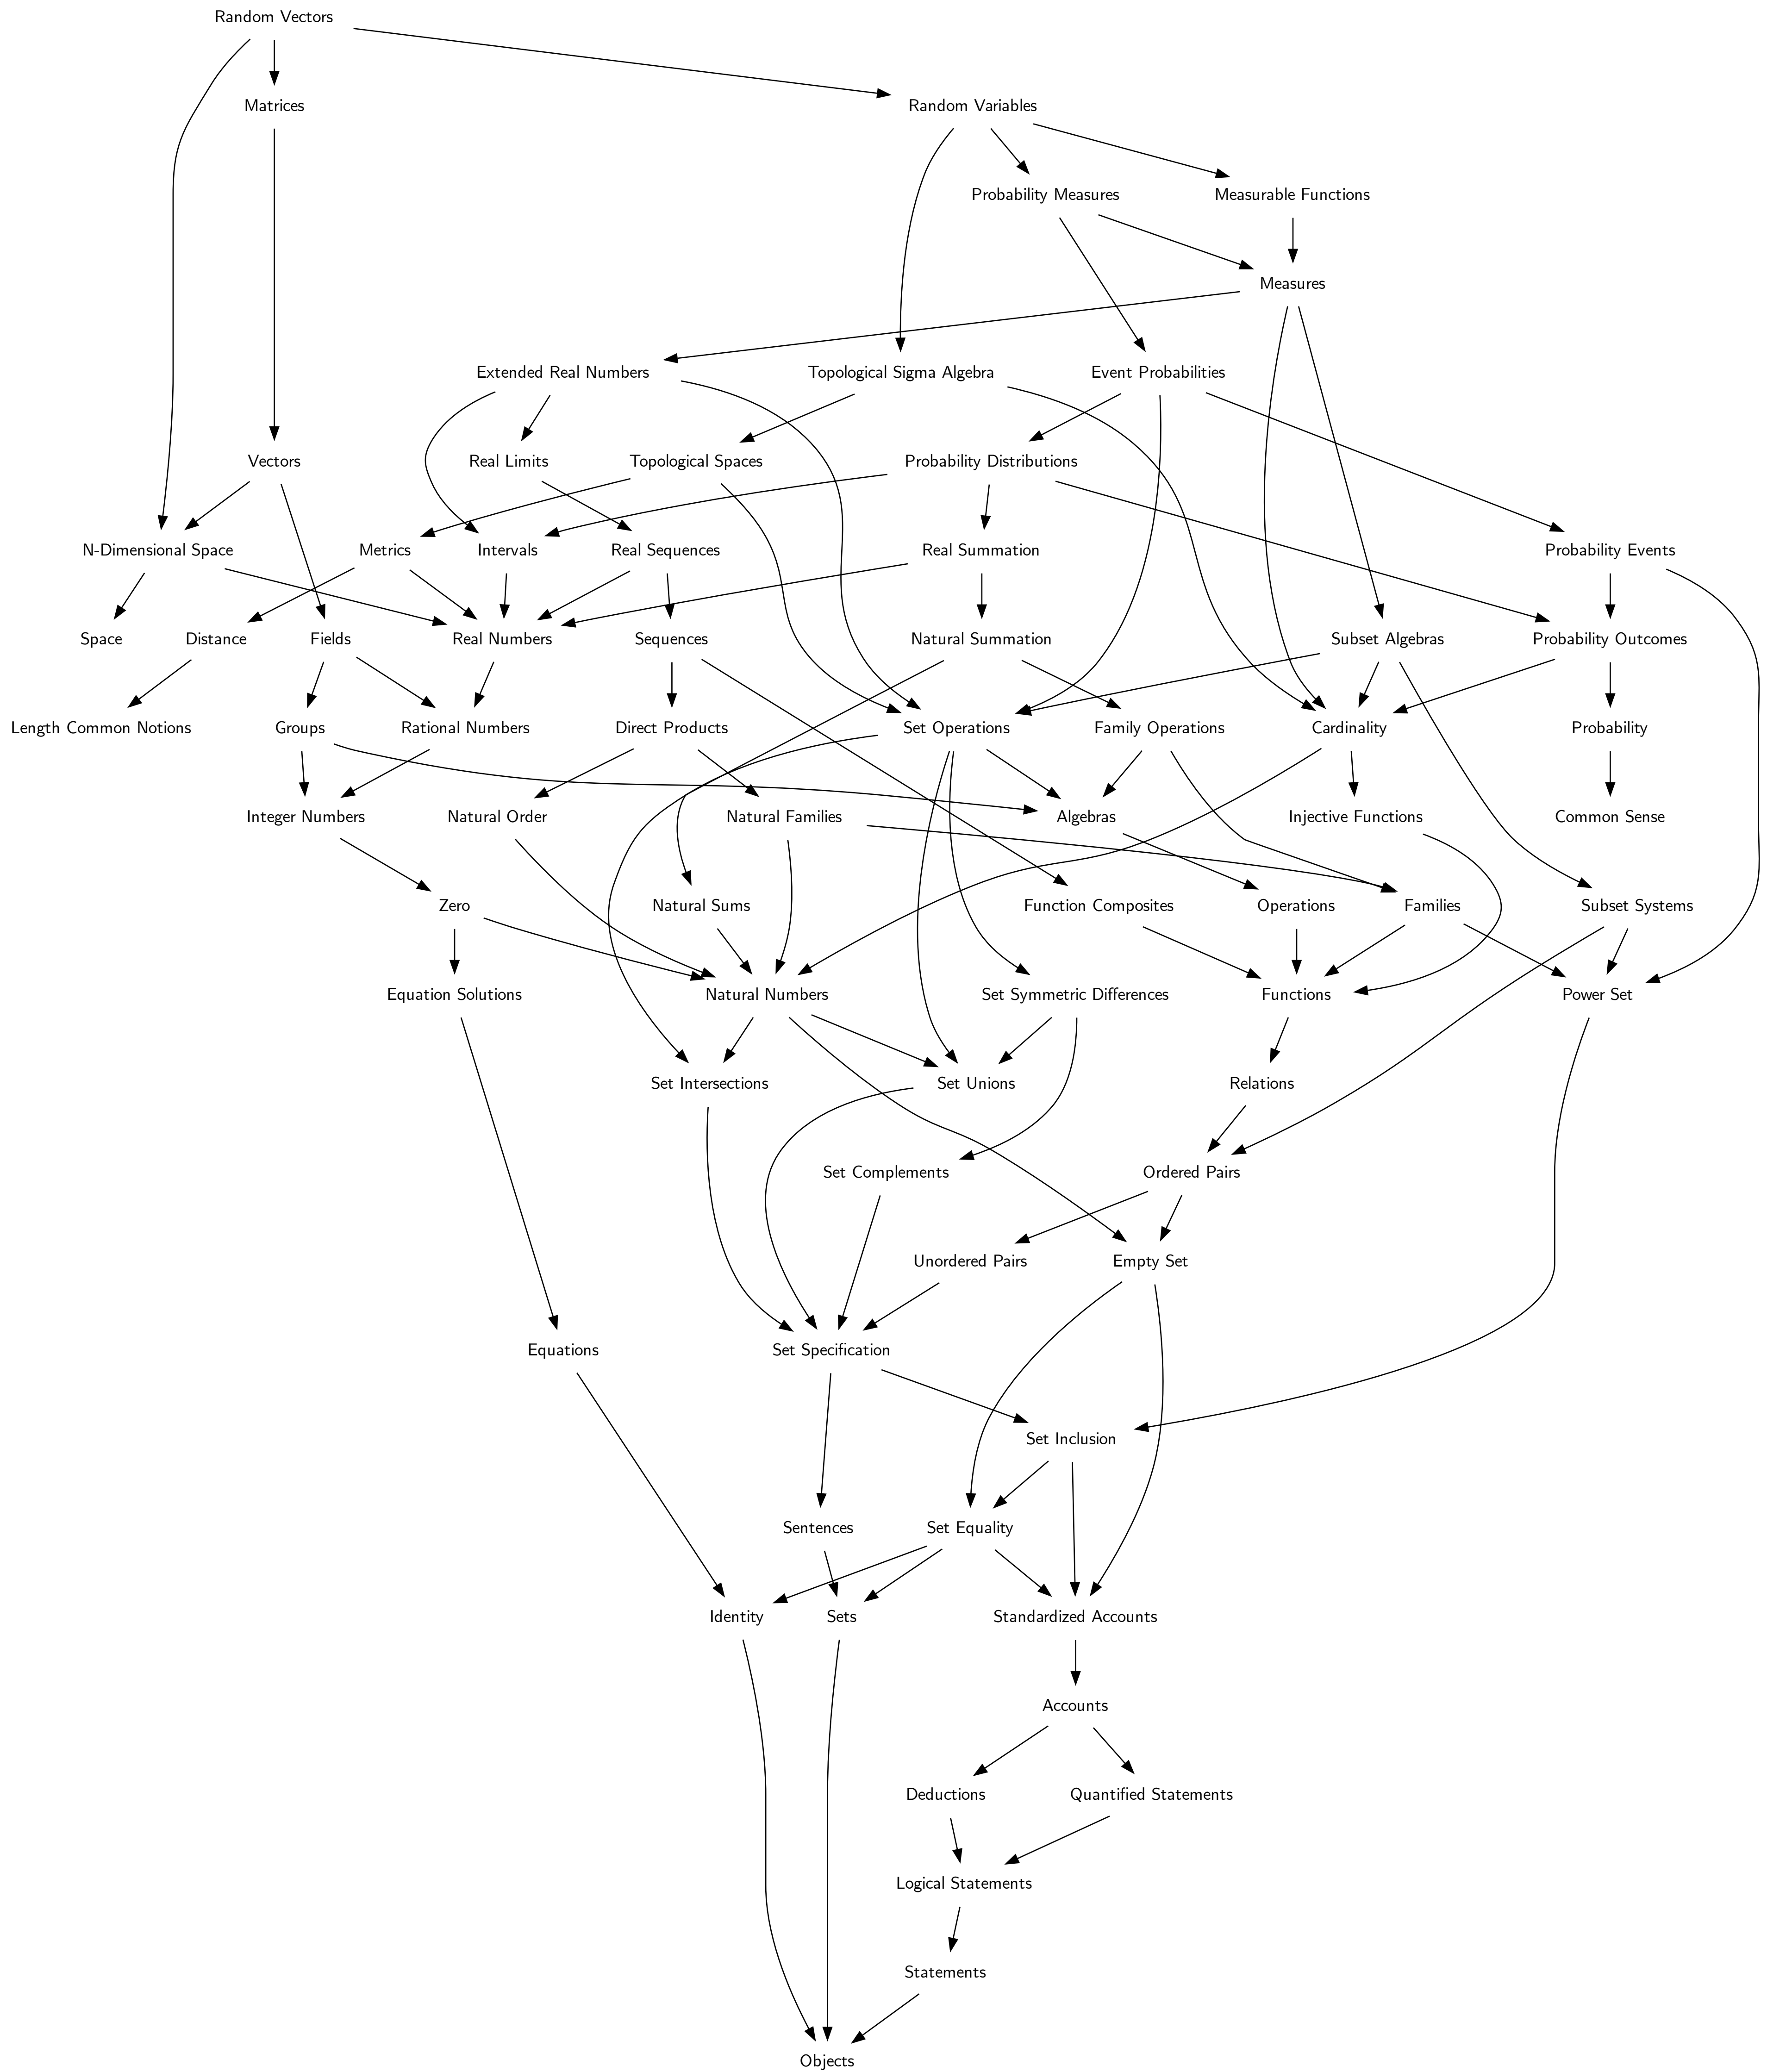 Random Vectors
Matrices
Random Variables
Probability Measures
Measurable Functions
Measures
Extended Real Numbers
Topological Sigma Algebra
Event Probabilities
Vectors
Real Limits
Topological Spaces
Probability Distributions
N-Dimensional Space
Metrics
Intervals
Real Sequences
Real Summation
Probability Events
Space
Distance
Fields
Real Numbers
Sequences
Natural Summation
Subset Algebras
Probability Outcomes
Length Common Notions
Groups
Rational Numbers
Direct Products
Set Operations
Family Operations
Cardinality
Probability
Integer Numbers
Natural Order
Natural Families
Algebras
Injective Functions
Common Sense
Zero
Natural Sums
Function Composites
Operations
Families
Subset Systems
Equation Solutions
Natural Numbers
Set Symmetric Differences
Functions
Power Set
Set Intersections
Set Unions
Relations
Set Complements
Ordered Pairs
Unordered Pairs
Empty Set
Equations
Set Specification
Set Inclusion
Sentences
Set Equality
Identity
Sets
Standardized Accounts
Accounts
Deductions
Quantified Statements
Logical Statements
Statements
Objects